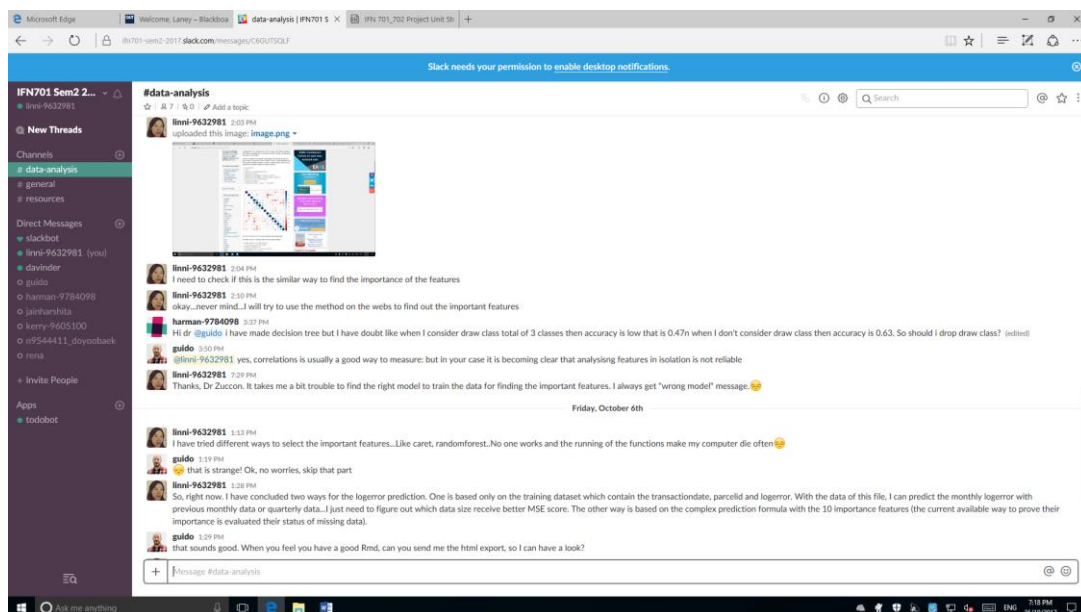 Microsoft Edge
Welcome, Laney – Blackboa
data-analysis | IFN701 S
IFN 701_702 Project Unit Sh
ifn701-sem2-2017.slack.com/messages/C6GUTSQLF
Slack needs your permission to enable desktop notifications.
IFN701 Sem2 2...
linni-9632981
New Threads
Channels
# data-analysis
# general
# resources
Direct Messages
slackbot
linni-9632981 (you)
davinder
guido
harman-9784098
jainharshita
kerry-9605100
n9544411_doyoobaek
rena
+ Invite People
Apps
todobot
#data-analysis
7 0 Add a topic
Search
linni-9632981 2:03 PM
uploaded this image: image.png
linni-9632981 2:04 PM
I need to check if this is the similar way to find the importance of the features
linni-9632981 2:10 PM
okay...never mind...I will try to use the method on the webs to find out the important features
harman-9784098 3:37 PM
Hi dr @guido i have made decision tree but I have doubt like when I consider draw class total of 3 classes then accuracy is low that is 0.47n when I don't consider draw class then accuracy is 0.63. So should i drop draw class? (edited)
guido 3:50 PM
@linni-9632981 yes, correlations is usually a good way to measure: but in your case it is becoming clear that analysisng features in isolation is not reliable
linni-9632981 7:29 PM
Thanks, Dr Zuccon. It takes me a bit trouble to find the right model to train the data for finding the important features. I always get "wrong model" message.
Friday, October 6th
linni-9632981 1:13 PM
I have tried different ways to select the important features...Like caret, randomforest..No one works and the running of the functions make my computer die often
guido 1:19 PM
that is strange! Ok, no worries, skip that part
linni-9632981 1:28 PM
So, right now. I have concluded two ways for the logerror prediction. One is based only on the training dataset which contain the transactiondate, parcelid and logerror. With the data of this file, I can predict the monthly logerror with
previous monthly data or quarterly data...I just need to figure out which data size receive better MSE score. The other way is based on the complex prediction formula with the 10 importance features (the current available way to prove their
importance is evaluated their status of missing data).
guido 1:29 PM
that sounds good. When you feel you have a good Rmd, can you send me the html export, so I can have a look?
Message #data-analysis
Ask me anything
ENG
7:18 PM